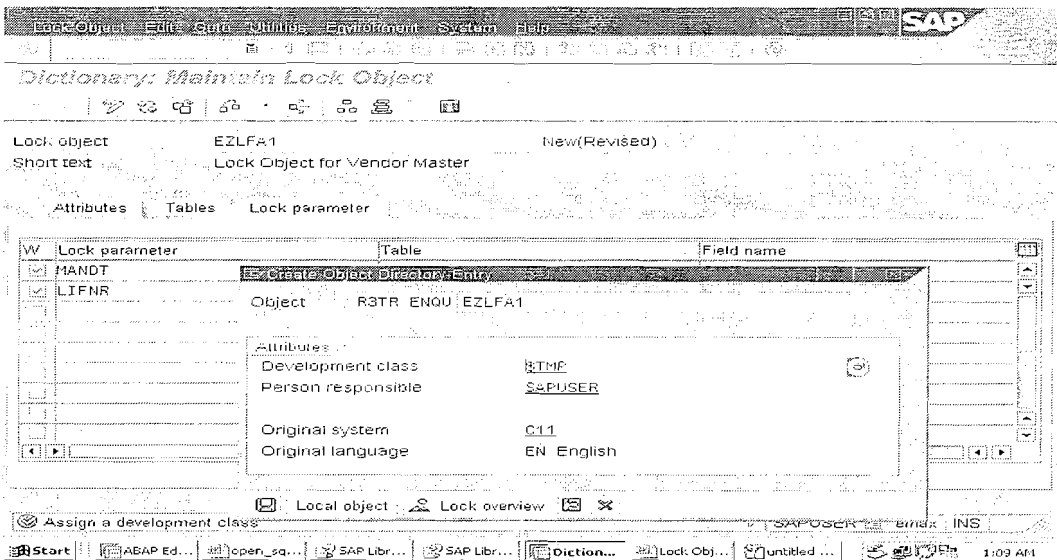 Lock Object Edit Goto Utilities Environment System Help
SAP
Dictionary: Maintain Lock Object
Lock object EZLFA1 New(Revised)
Short text Lock Object for Vendor Master
Attributes Tables Lock parameter
W Lock parameter Table Field name
MANDT
LIFNR
Create Object Directory Entry
Object R3TR ENQU EZLFA1
Attributes
Development class $TMP
Person responsible SAPUSER
Original system C11
Original language EN English
Local object Lock overview
Assign a development class SAPUSER emax INS
Start ABAP Ed... open_sq... SAP Libr... SAP Libr... Diction... Lock Obj... untitled ... 1:09 AM